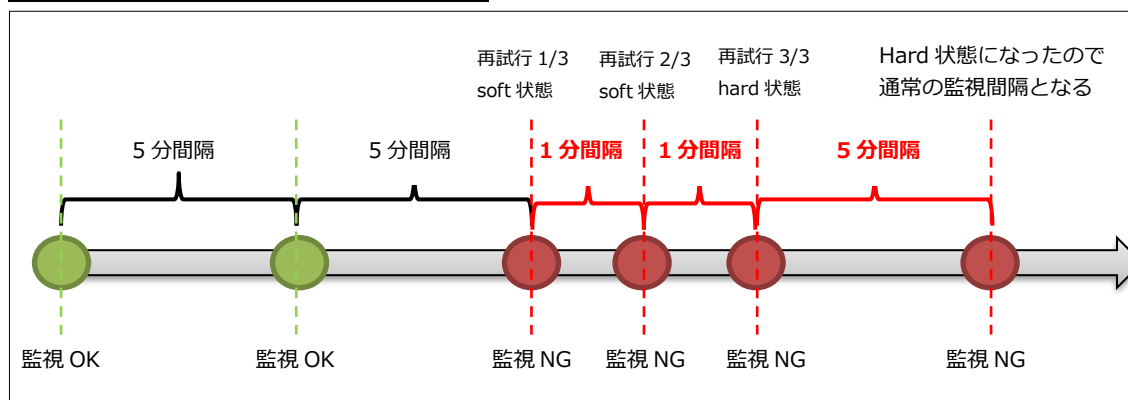 再試行 1/3
soft 状態
再試行 2/3
soft 状態
再試行 3/3
hard 状態
Hard 状態になったので
通常の監視間隔となる
5 分間隔
5 分間隔
1 分間隔
1 分間隔
5 分間隔
監視 OK
監視 OK
監視 NG
監視 NG
監視 NG
監視 NG